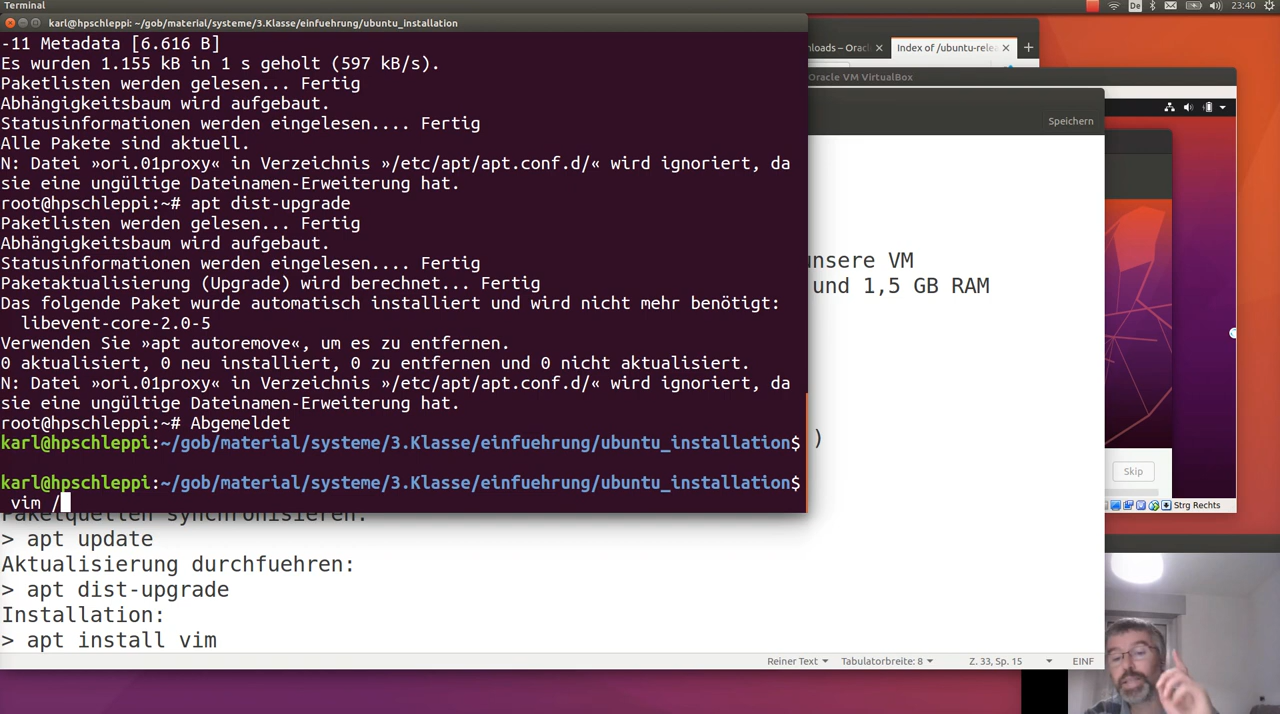 Terminal
De
23:40
karl@hpschleppi: ~/gob/material/systeme/3.Klasse/einfuehrung/ubuntu_installation
-11 Metadata [6.616 B]
Es wurden 1.155 kB in 1 s geholt (597 kB/s).
Paketlisten werden gelesen... Fertig
Abhängigkeitsbaum wird aufgebaut.
Statusinformationen werden eingelesen.... Fertig
Alle Pakete sind aktuell.
N: Datei »ori.01proxy« in Verzeichnis »/etc/apt/apt.conf.d/« wird ignoriert, da
sie eine ungültige Dateinamen-Erweiterung hat.
root@hpschleppi:~# apt dist-upgrade
Paketlisten werden gelesen... Fertig
Abhängigkeitsbaum wird aufgebaut.
Statusinformationen werden eingelesen.... Fertig
Paketaktualisierung (Upgrade) wird berechnet... Fertig
Das folgende Paket wurde automatisch installiert und wird nicht mehr benötigt:
libevent-core-2.0-5
Verwenden Sie »apt autoremove«, um es zu entfernen.
0 aktualisiert, 0 neu installiert, 0 zu entfernen und 0 nicht aktualisiert.
N: Datei »ori.01proxy« in Verzeichnis »/etc/apt/apt.conf.d/« wird ignoriert, da
sie eine ungültige Dateinamen-Erweiterung hat.
root@hpschleppi:~# Abgemeldet
karl@hpschleppi:~/gob/material/systeme/3.Klasse/einfuehrung/ubuntu_installation$
karl@hpschleppi:~/gob/material/systeme/3.Klasse/einfuehrung/ubuntu_installation$
vim /
nloads – Orac
Index of /ubuntu-rele
Oracle VM VirtualBox
Speichern
unsere VM
und 1,5 GB RAM
)
Skip
Strg Rechts
Paketquellen synchronisieren:
> apt update
Aktualisierung durchfuehren:
> apt dist-upgrade
Installation:
> apt install vim
Reiner Text
Tabulatorbreite: 8
Z. 33, Sp. 15
EINF